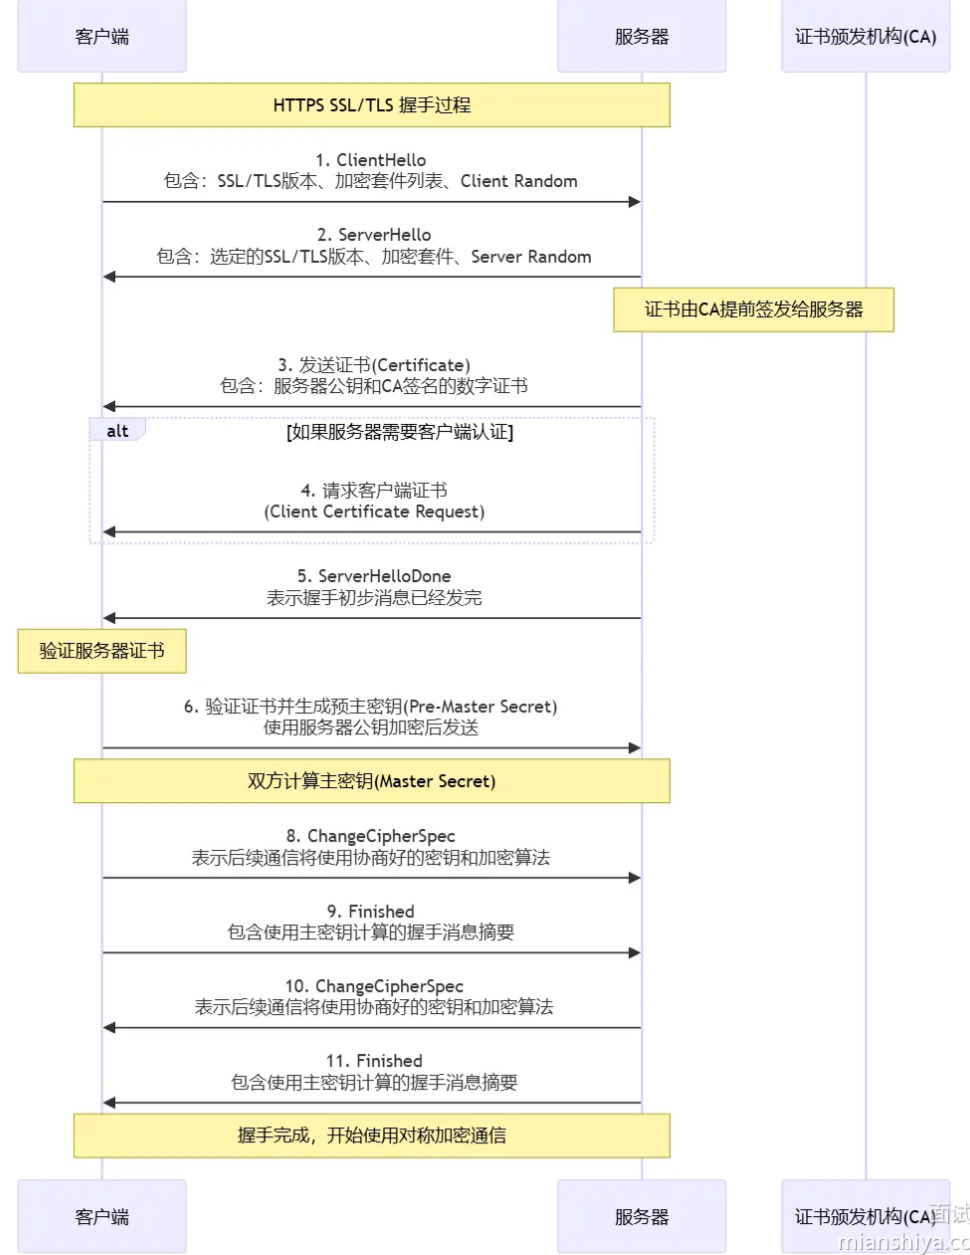 客户端
服务器
证书颁发机构(CA)
HTTPS SSL/TLS 握手过程
1. ClientHello
包含：SSL/TLS版本、加密套件列表、Client Random
2. ServerHello
包含：选定的SSL/TLS版本、加密套件、Server Random
证书由CA提前签发给服务器
3. 发送证书(Certificate)
包含：服务器公钥和CA签名的数字证书
alt
[如果服务器需要客户端认证]
4. 请求客户端证书
(Client Certificate Request)
5. ServerHelloDone
表示握手初步消息已经发完
验证服务器证书
6. 验证证书并生成预主密钥(Pre-Master Secret)
使用服务器公钥加密后发送
双方计算主密钥(Master Secret)
8. ChangeCipherSpec
表示后续通信将使用协商好的密钥和加密算法
9. Finished
包含使用主密钥计算的握手消息摘要
10. ChangeCipherSpec
表示后续通信将使用协商好的密钥和加密算法
11. Finished
包含使用主密钥计算的握手消息摘要
握手完成，开始使用对称加密通信
客户端
服务器
证书颁发机构(CA)
面试
mianshiya.cc